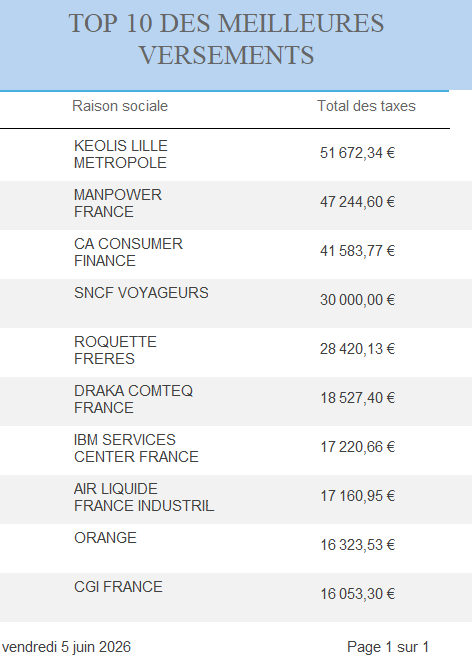 TOP 10 DES MEILLEURES
VERSEMENTS
Raison sociale Total des taxes
KEOLIS LILLE
METROPOLE
51 672,34 €
MANPOWER
FRANCE
47 244,60 €
CA CONSUMER
FINANCE
41 583,77 €
SNCF VOYAGEURS
30 000,00 €
ROQUETTE
FRERES
28 420,13 €
DRAKA COMTEQ
FRANCE
18 527,40 €
IBM SERVICES
CENTER FRANCE
17 220,66 €
AIR LIQUIDE
FRANCE INDUSTRIL
17 160,95 €
ORANGE
16 323,53 €
CGI FRANCE
16 053,30 €
vendredi 5 juin 2026 Page 1 sur 1